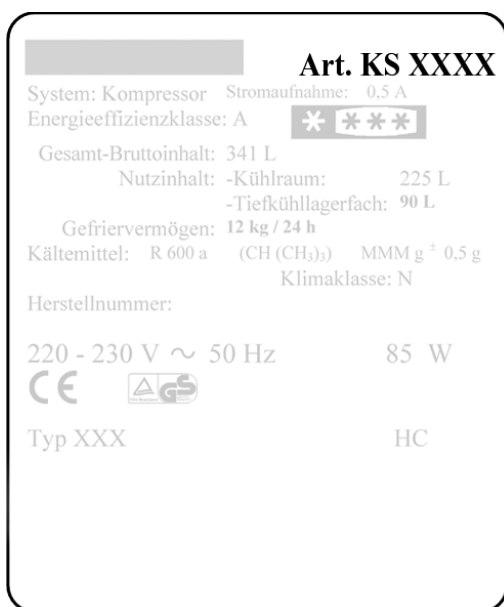 Art. KS XXXX
System: Kompressor Stromaufnahme: 0,5 A
Energieeffizienzklasse: A
Gesamt-Bruttoinhalt: 341 L
Nutzinhalt: -Kühlraum: 225 L
-Tiefkühllagerfach: 90 L
Gefriervermögen: 12 kg / 24 h
Kältemittel: R 600 a (CH (CH₃)₃) MMM g ± 0,5 g
Klimaklasse: N
Herstellnummer:
220 - 230 V ~ 50 Hz 85 W
CE GS
Typ XXX HC